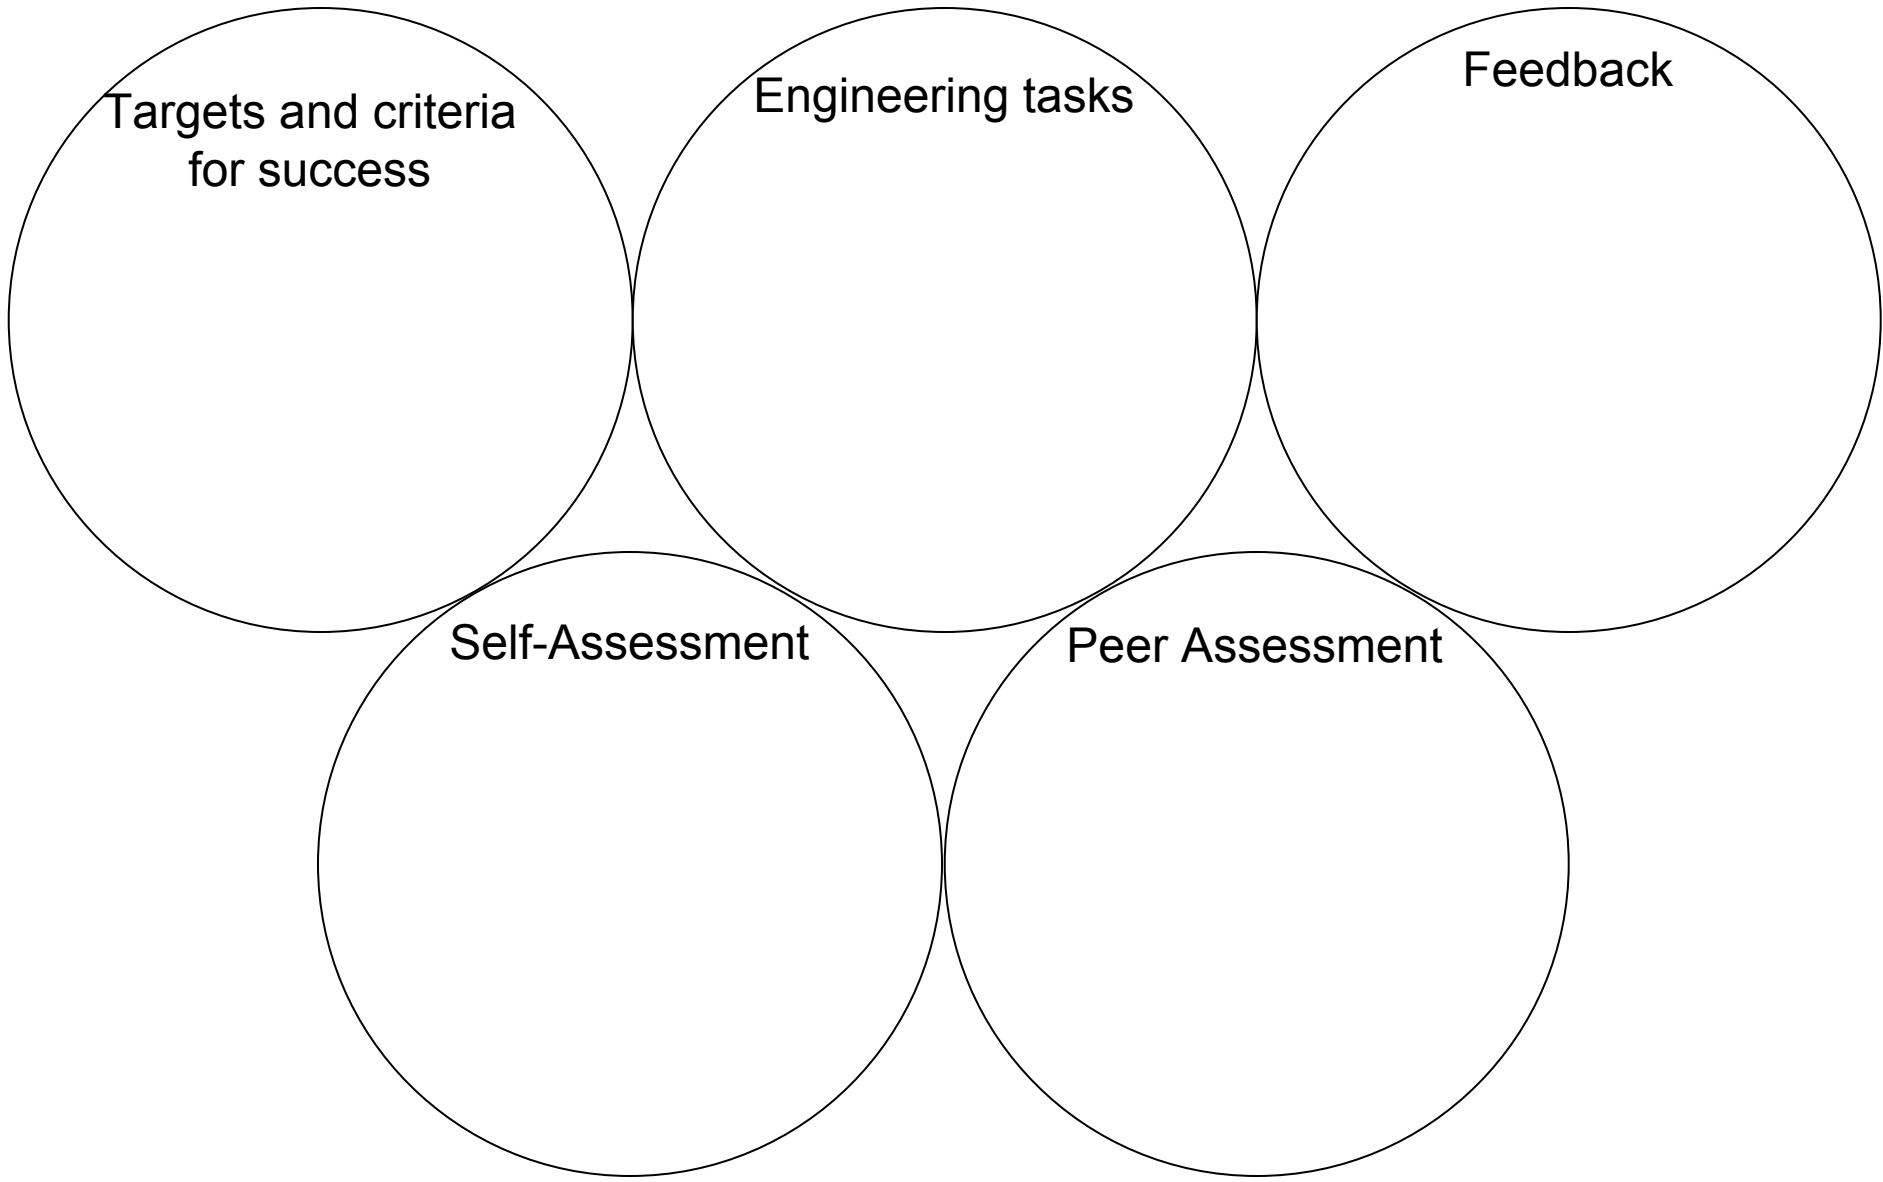 Targets and criteria
for success
Engineering tasks
Feedback
Self-Assessment
Peer Assessment